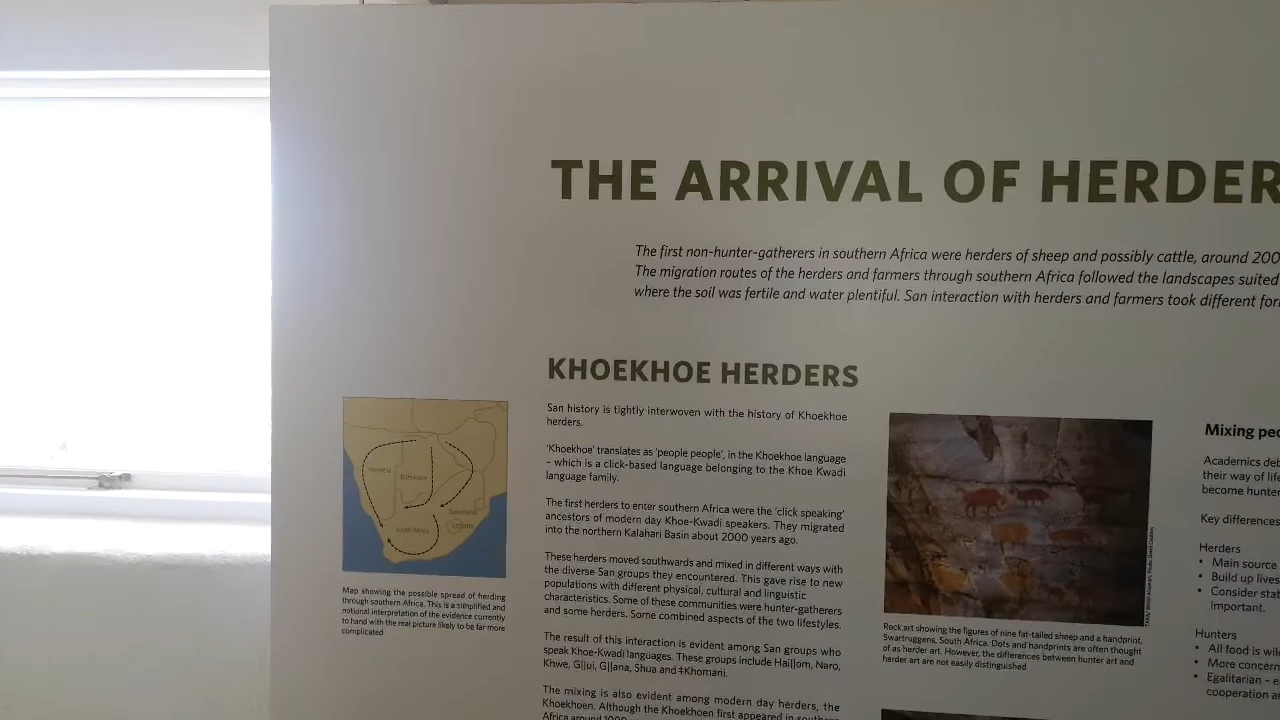 THE ARRIVAL OF HERDER
The first non-hunter-gatherers in southern Africa were herders of sheep and possibly cattle, around 200
The migration routes of the herders and farmers through southern Africa followed the landscapes suited
where the soil was fertile and water plentiful. San interaction with herders and farmers took different for
KHOEKHOE HERDERS
San history is tightly interwoven with the history of Khoekhoe
herders.
'Khoekhoe' translates as 'people people', in the Khoekhoe language
– which is a click-based language belonging to the Khoe Kwadi
language family.
The first herders to enter southern Africa were the 'click speaking'
ancestors of modern day Khoe-Kwadi speakers. They migrated
into the northern Kalahari Basin about 2000 years ago.
These herders moved southwards and mixed in different ways with
the diverse San groups they encountered. This gave rise to new
populations with different physical, cultural and linguistic
characteristics. Some of these communities were hunter-gatherers
and some herders. Some combined aspects of the two lifestyles.
The result of this interaction is evident among San groups who
speak Khoe-Kwadi languages. These groups include Hai||om, Naro,
Khwe, G||ui, G||ana, Shua and ǂKhomani.
The mixing is also evident among modern day herders, the
Khoekhoen. Although the Khoekhoen first appeared in southern
Africa around
Namibia
Botswana
Swaziland
South Africa
Lesotho
Map showing the possible spread of herding
through southern Africa. This is a simplified and
notional interpretation of the evidence currently
to hand with the real picture likely to be far more
complicated
Rock art showing the figures of nine fat-tailed sheep and a handprint,
Swartruggens, South Africa. Dots and handprints are often thought
of as herder art. However, the differences between hunter art and
herder art are not easily distinguished
Mixing peo
Academics deb
their way of life
become hunter
Key differences
Herders
• Main source
• Build up lives
• Consider stat
important.
Hunters
• All food is wil
• More concern
• Egalitarian – e
cooperation a